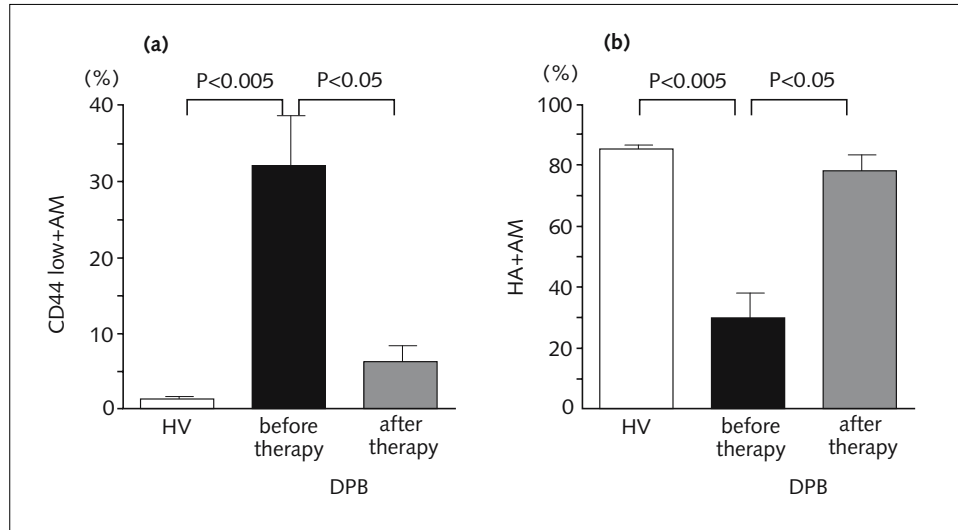 (a)
(%)
P<0.005
P<0.05
40
30
20
10
0
CD44 low+AM
HV
before
therapy
after
therapy
DPB
(b)
(%)
P<0.005
P<0.05
100
80
60
40
20
0
HA+AM
HV
before
therapy
after
therapy
DPB